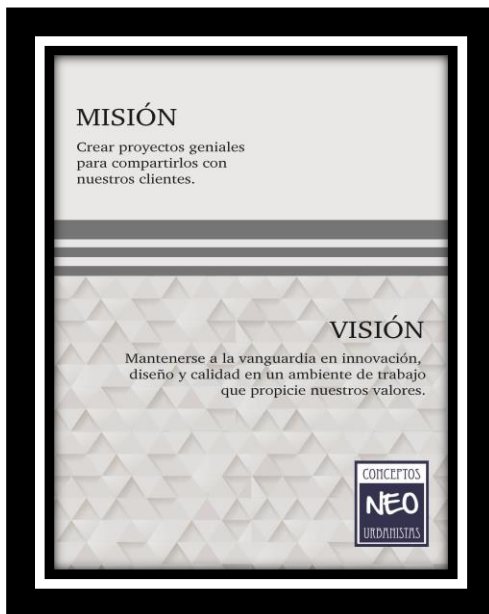 MISIÓN
Crear proyectos geniales
para compartirlos con
nuestros clientes.
VISIÓN
Mantenerse a la vanguardia en innovación,
diseño y calidad en un ambiente de trabajo
que propicie nuestros valores.
CONCEPTOS
NEO
URBANISTAS